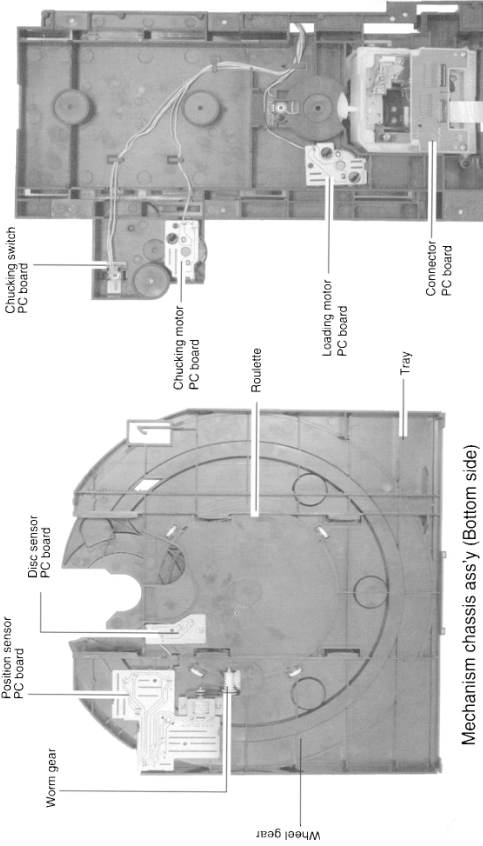 Chucking switch
PC board
Chucking motor
PC board
Loading motor
PC board
Connector
PC board
Position sensor
PC board
Disc sensor
PC board
Roulette
Tray
Worm gear
Wheel gear
Mechanism chassis ass'y (Bottom side)